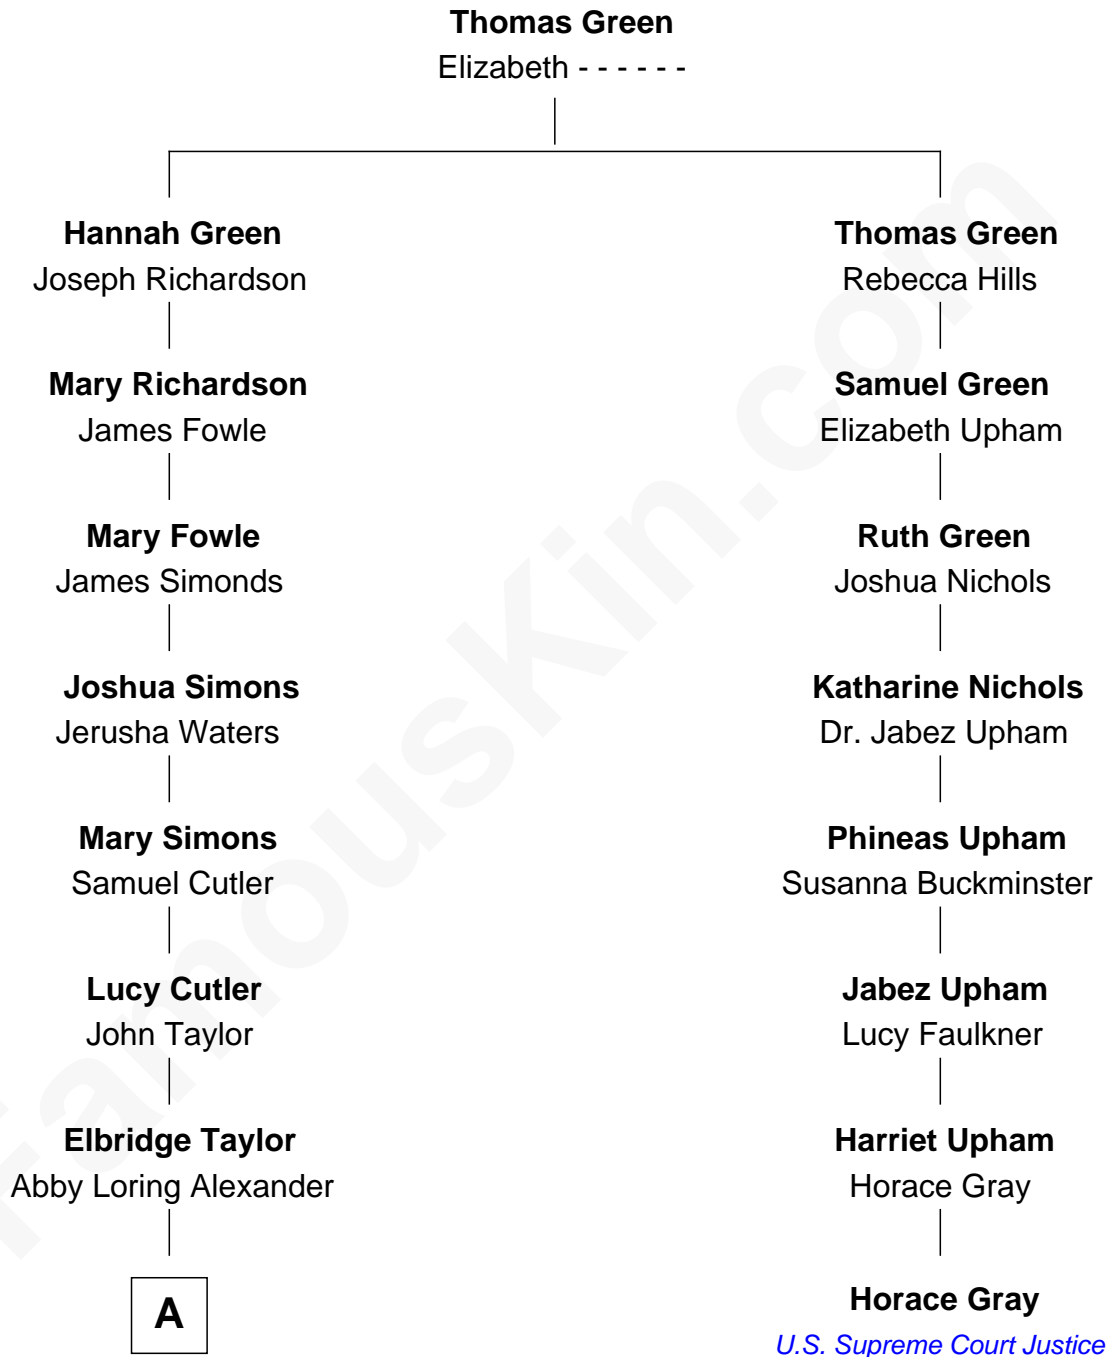 Thomas Green
Elizabeth - - - - - -
Hannah Green
Joseph Richardson
Thomas Green
Rebecca Hills
Mary Richardson
James Fowle
Samuel Green
Elizabeth Upham
Mary Fowle
James Simonds
Ruth Green
Joshua Nichols
Joshua Simons
Jerusha Waters
Katharine Nichols
Dr. Jabez Upham
Mary Simons
Samuel Cutler
Phineas Upham
Susanna Buckminster
Lucy Cutler
John Taylor
Jabez Upham
Lucy Faulkner
Elbridge Taylor
Abby Loring Alexander
Harriet Upham
Horace Gray
A
Horace Gray
U.S. Supreme Court Justice
FamousKin.com